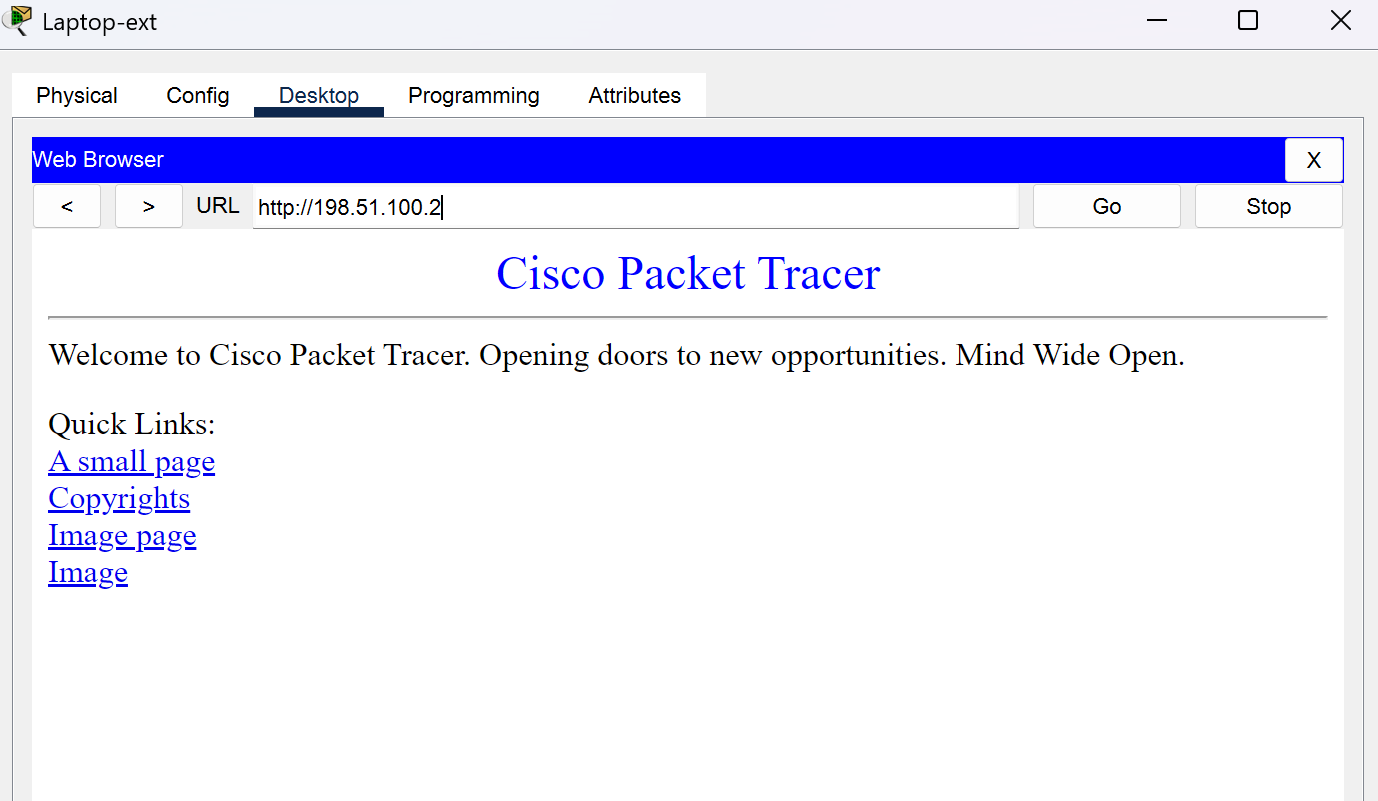 Laptop-ext
Physical Config Desktop Programming Attributes
Web Browser X
< > URL http://198.51.100.2 Go Stop
Cisco Packet Tracer
Welcome to Cisco Packet Tracer. Opening doors to new opportunities. Mind Wide Open.
Quick Links:
A small page
Copyrights
Image page
Image